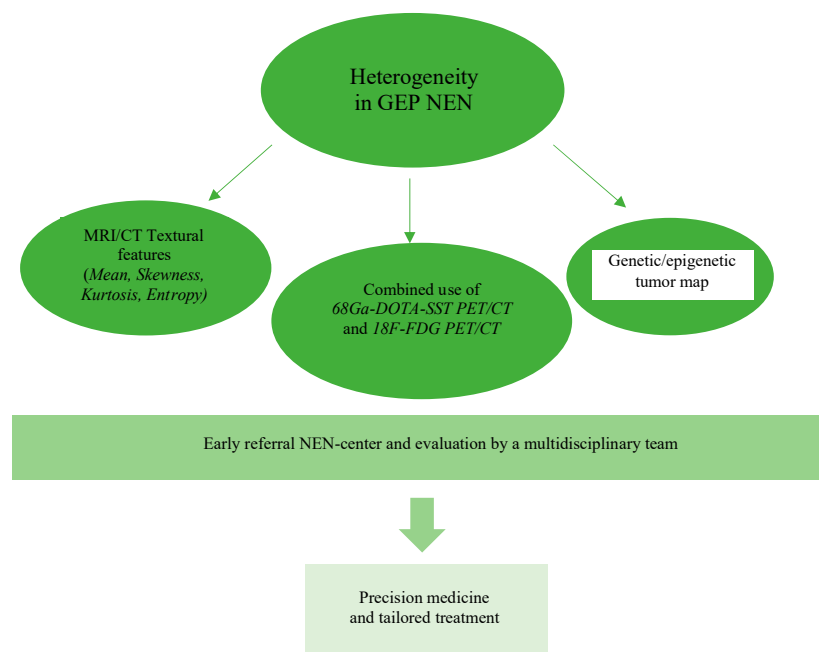 Heterogeneity
in GEP NEN
MRI/CT Textural
features
(Mean, Skewness,
Kurtosis, Entropy)
Combined use of
68Ga-DOTA-SST PET/CT
and 18F-FDG PET/CT
Genetic/epigenetic
tumor map
Early referral NEN-center and evaluation by a multidisciplinary team
Precision medicine
and tailored treatment